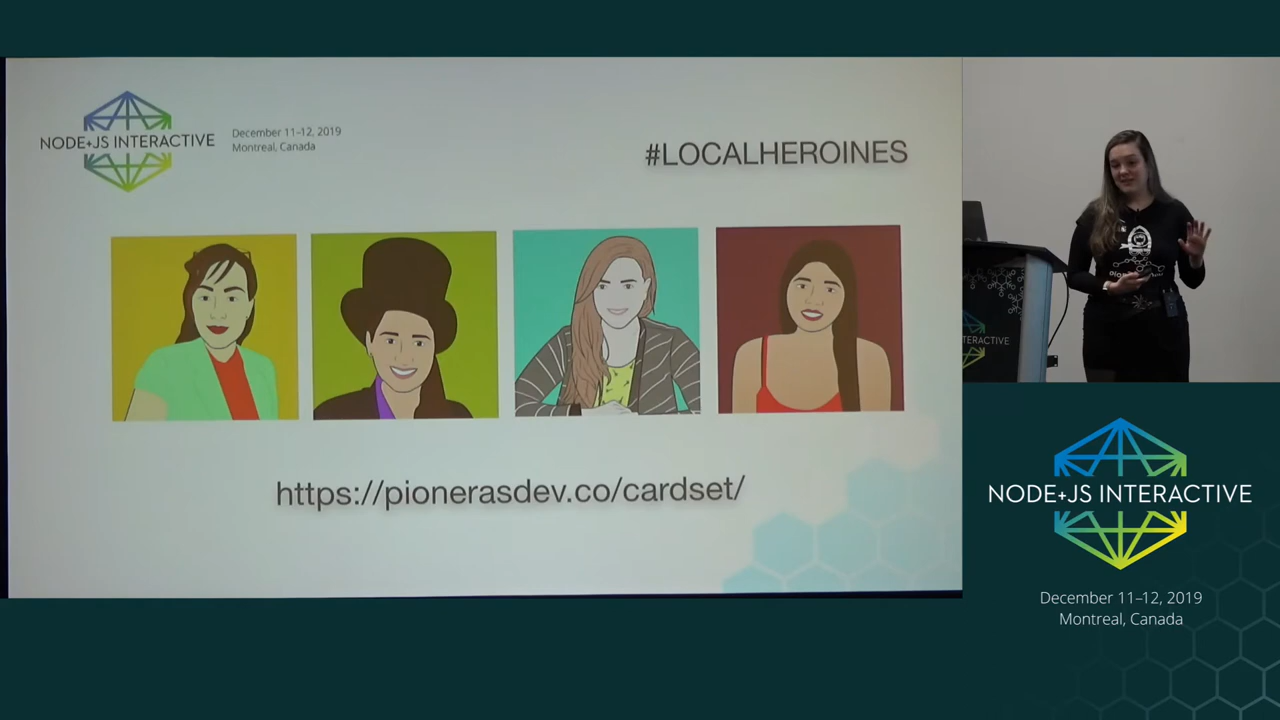 NODE+JS INTERACTIVE
December 11–12, 2019
Montreal, Canada
#LOCALHEROINES
https://pionerasdev.co/cardset/
NODE+JS INTERACTIVE
December 11–12, 2019
Montreal, Canada